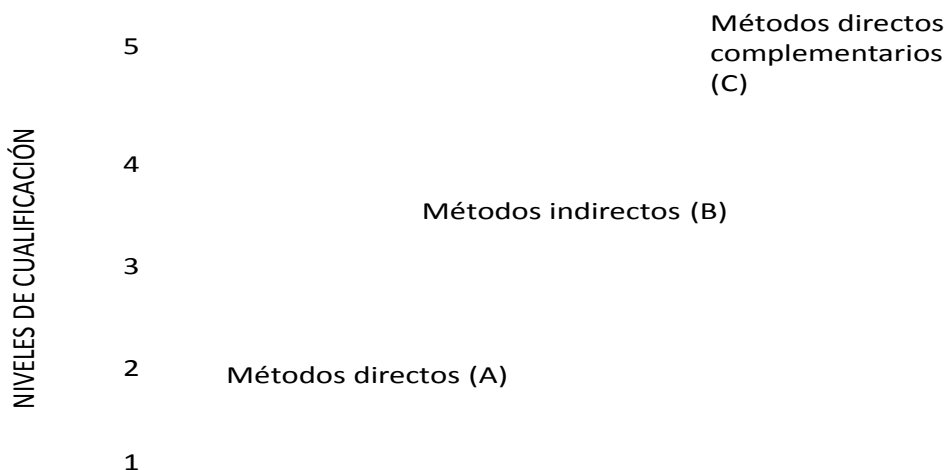 Métodos directos
complementarios
(C)
5
4
Métodos indirectos (B)
3
2
Métodos directos (A)
1
NIVELES DE CUALIFICACIÓN